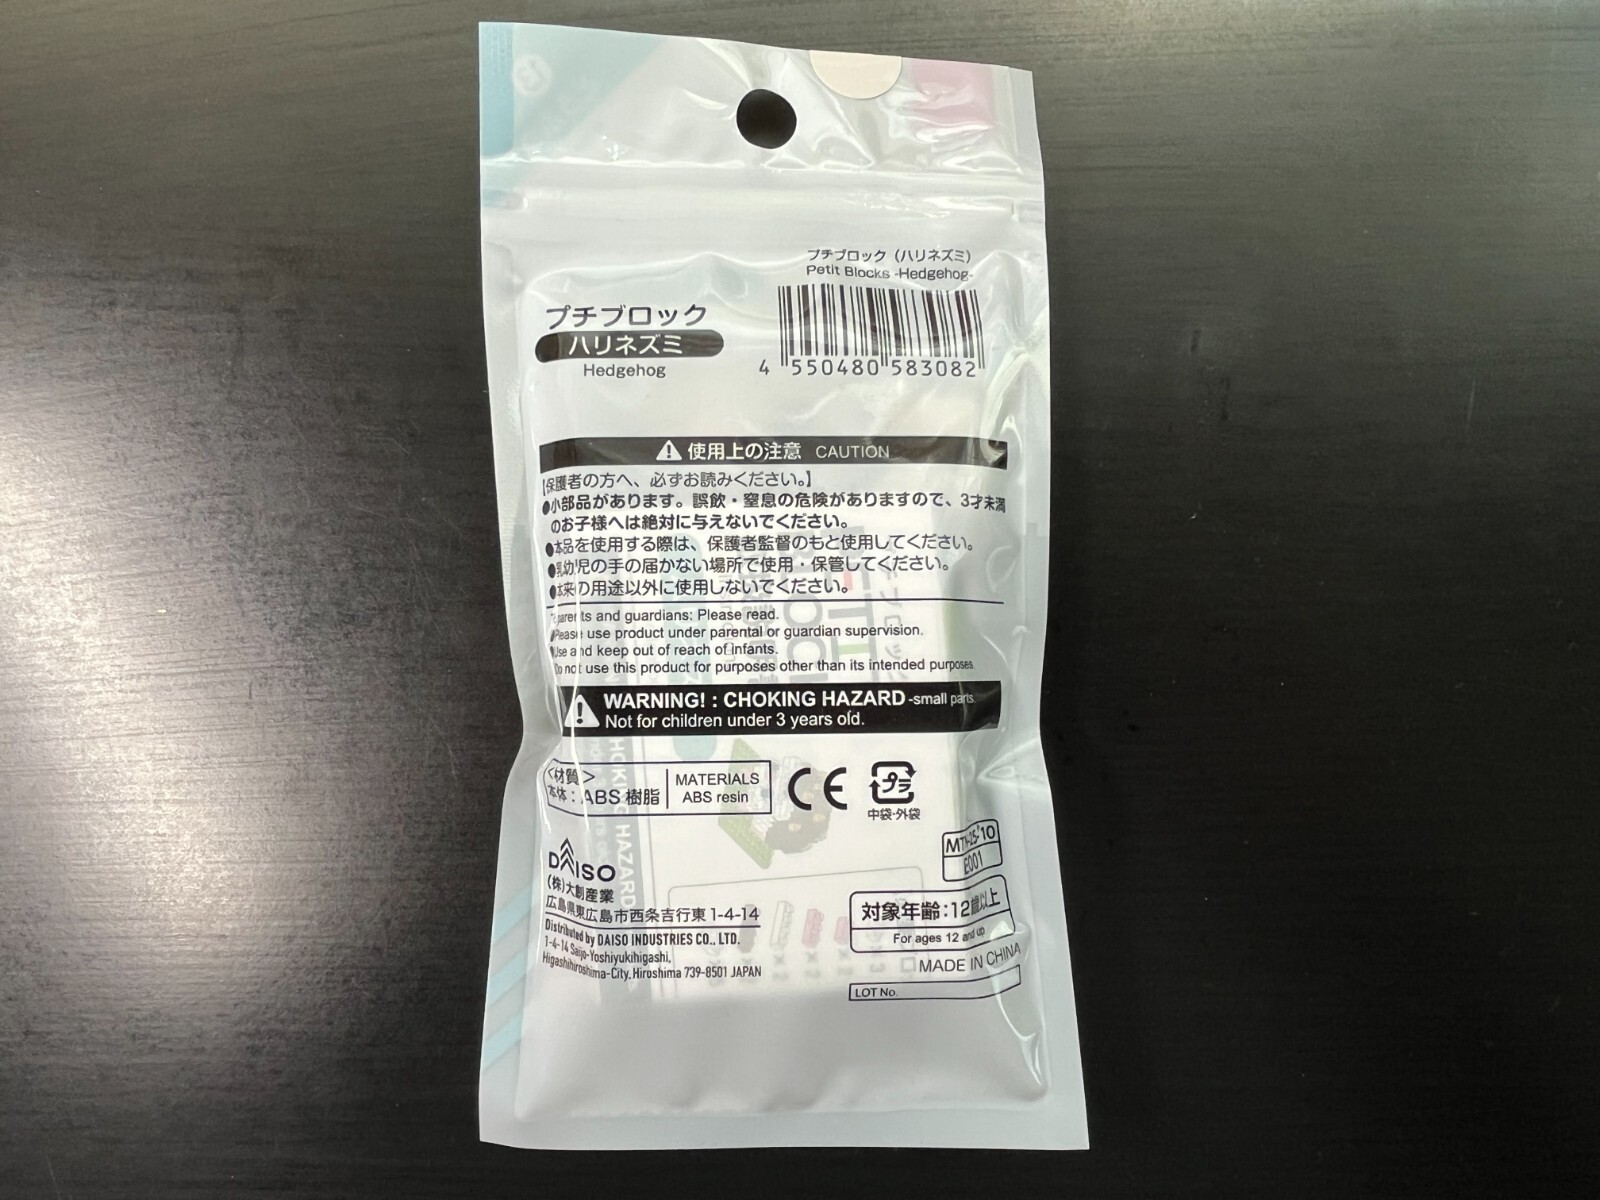 プチブロック（ハリネズミ）
Petit Blocks -Hedgehog-
プチブロック
ハリネズミ
Hedgehog
4 550480 583082
使用上の注意 CAUTION
【保護者の方へ、必ずお読みください。】
●小部品があります。誤飲・窒息の危険がありますので、3才未満
のお子様へは絶対に与えないでください。
●本品を使用する際は、保護者監督のもと使用してください。
●乳幼児の手の届かない場所で使用・保管してください。
●本来の用途以外に使用しないでください。
To parents and guardians: Please read.
●Please use product under parental or guardian supervision.
●Use and keep out of reach of infants.
Do not use this product for purposes other than its intended purposes.
WARNING! : CHOKING HAZARD -small parts.
Not for children under 3 years old.
<材質>
本体：ABS 樹脂
MATERIALS
ABS resin
CE
プラ
中袋・外袋
MTK-25-'10
E001
DAISO
(株)大創産業
広島県東広島市西条吉行東1-4-14
Distributed by DAISO INDUSTRIES CO., LTD.
1-4-14 Saijo-Yoshiyukihigashi,
Higashihiroshima-City, Hiroshima 739-8501 JAPAN
対象年齢：12歳以上
For ages 12 and up
MADE IN CHINA
LOT No.
CHOKING HAZARD